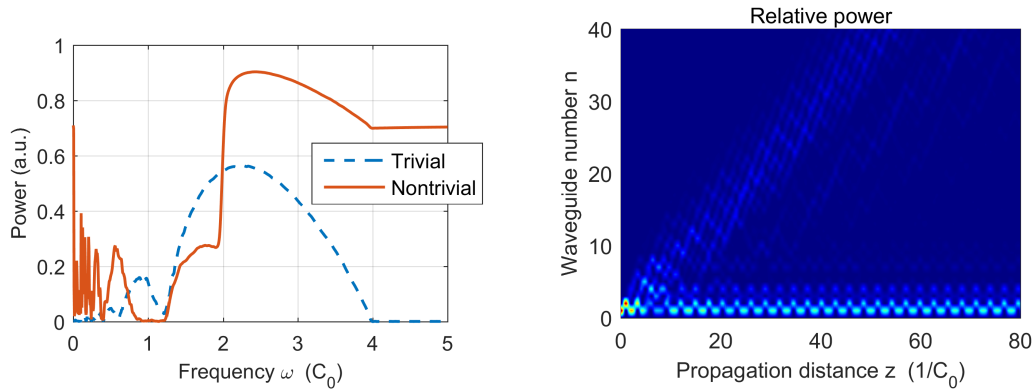 1
0.8
0.6
0.4
0.2
0
Power (a.u.)
Trivial
Nontrivial
0 1 2 3 4 5
Frequency ω (C₀)
Relative power
40
30
20
10
0
Waveguide number n
0 20 40 60 80
Propagation distance z (1/C₀)